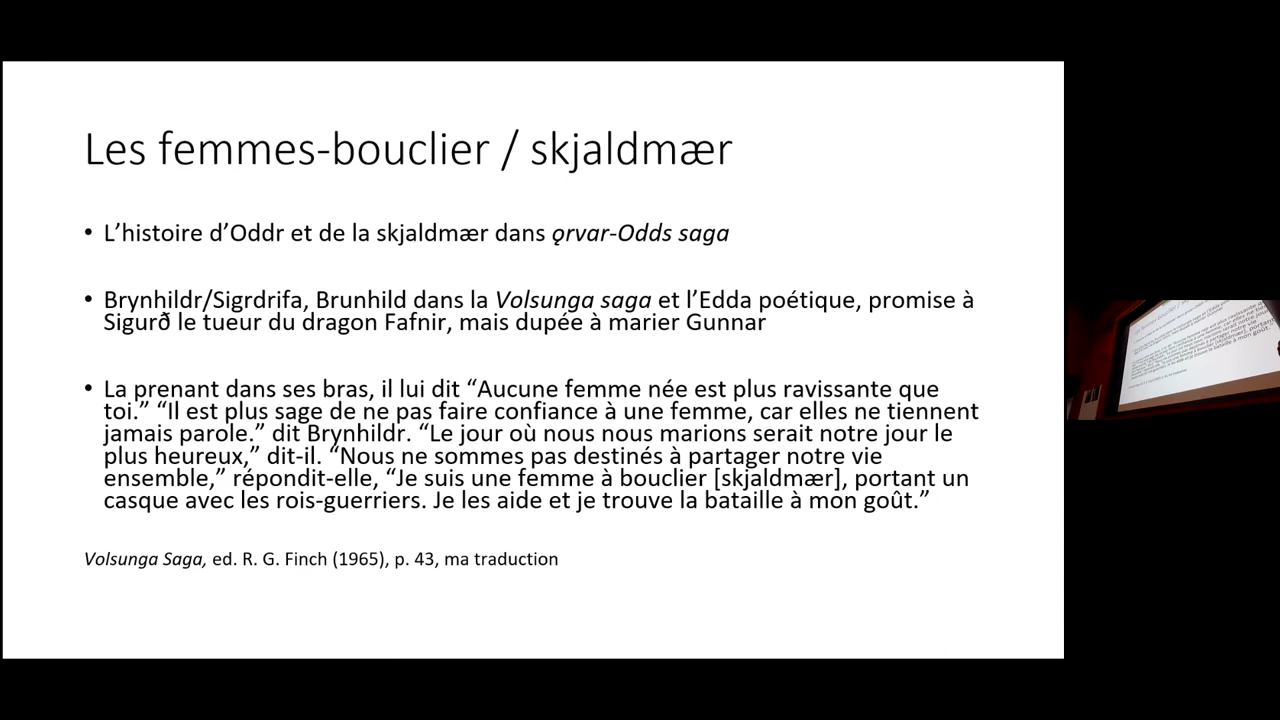 Les femmes-bouclier / skjaldmær
• L’histoire d’Oddr et de la skjaldmær dans ǫrvar-Odds saga
• Brynhildr/Sigrdrifa, Brunhild dans la Volsunga saga et l’Edda poétique, promise à
Sigurð le tueur du dragon Fafnir, mais dupée à marier Gunnar
• La prenant dans ses bras, il lui dit “Aucune femme née est plus ravissante que
toi.” “Il est plus sage de ne pas faire confiance à une femme, car elles ne tiennent
jamais parole.” dit Brynhildr. “Le jour où nous nous marions serait notre jour le
plus heureux,” dit-il. “Nous ne sommes pas destinés à partager notre vie
ensemble,” répondit-elle, “Je suis une femme à bouclier [skjaldmær], portant un
casque avec les rois-guerriers. Je les aide et je trouve la bataille à mon goût.”
Volsunga Saga, ed. R. G. Finch (1965), p. 43, ma traduction